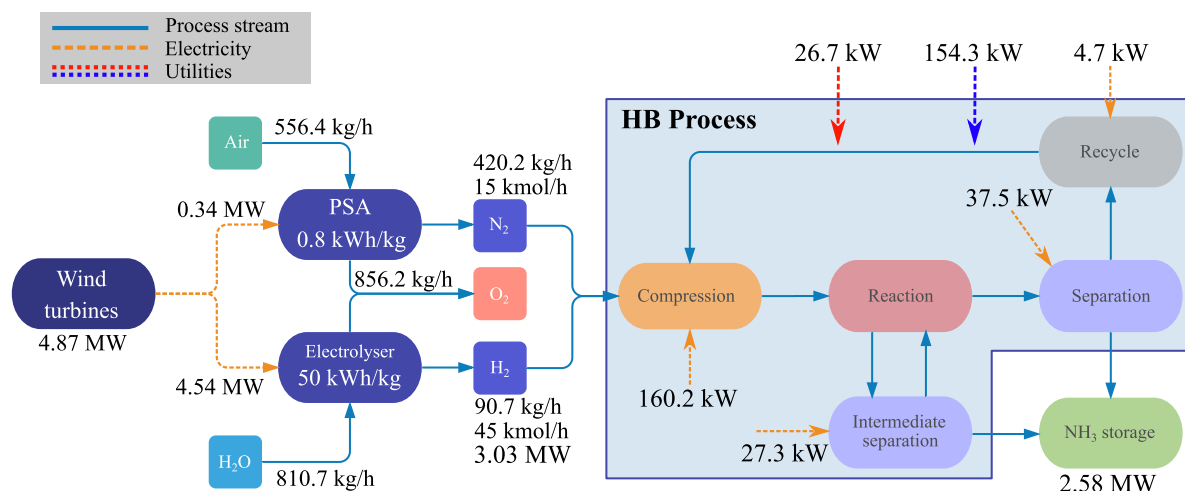 Process stream
Electricity
Utilities
26.7 kW
154.3 kW
4.7 kW
HB Process
Air
556.4 kg/h
Recycle
420.2 kg/h
15 kmol/h
0.34 MW
PSA
0.8 kWh/kg
N₂
37.5 kW
Wind
turbines
4.87 MW
856.2 kg/h
O₂
Compression
Reaction
Separation
4.54 MW
Electrolyser
50 kWh/kg
H₂
90.7 kg/h
45 kmol/h
3.03 MW
160.2 kW
27.3 kW
Intermediate
separation
NH₃ storage
2.58 MW
H₂O
810.7 kg/h